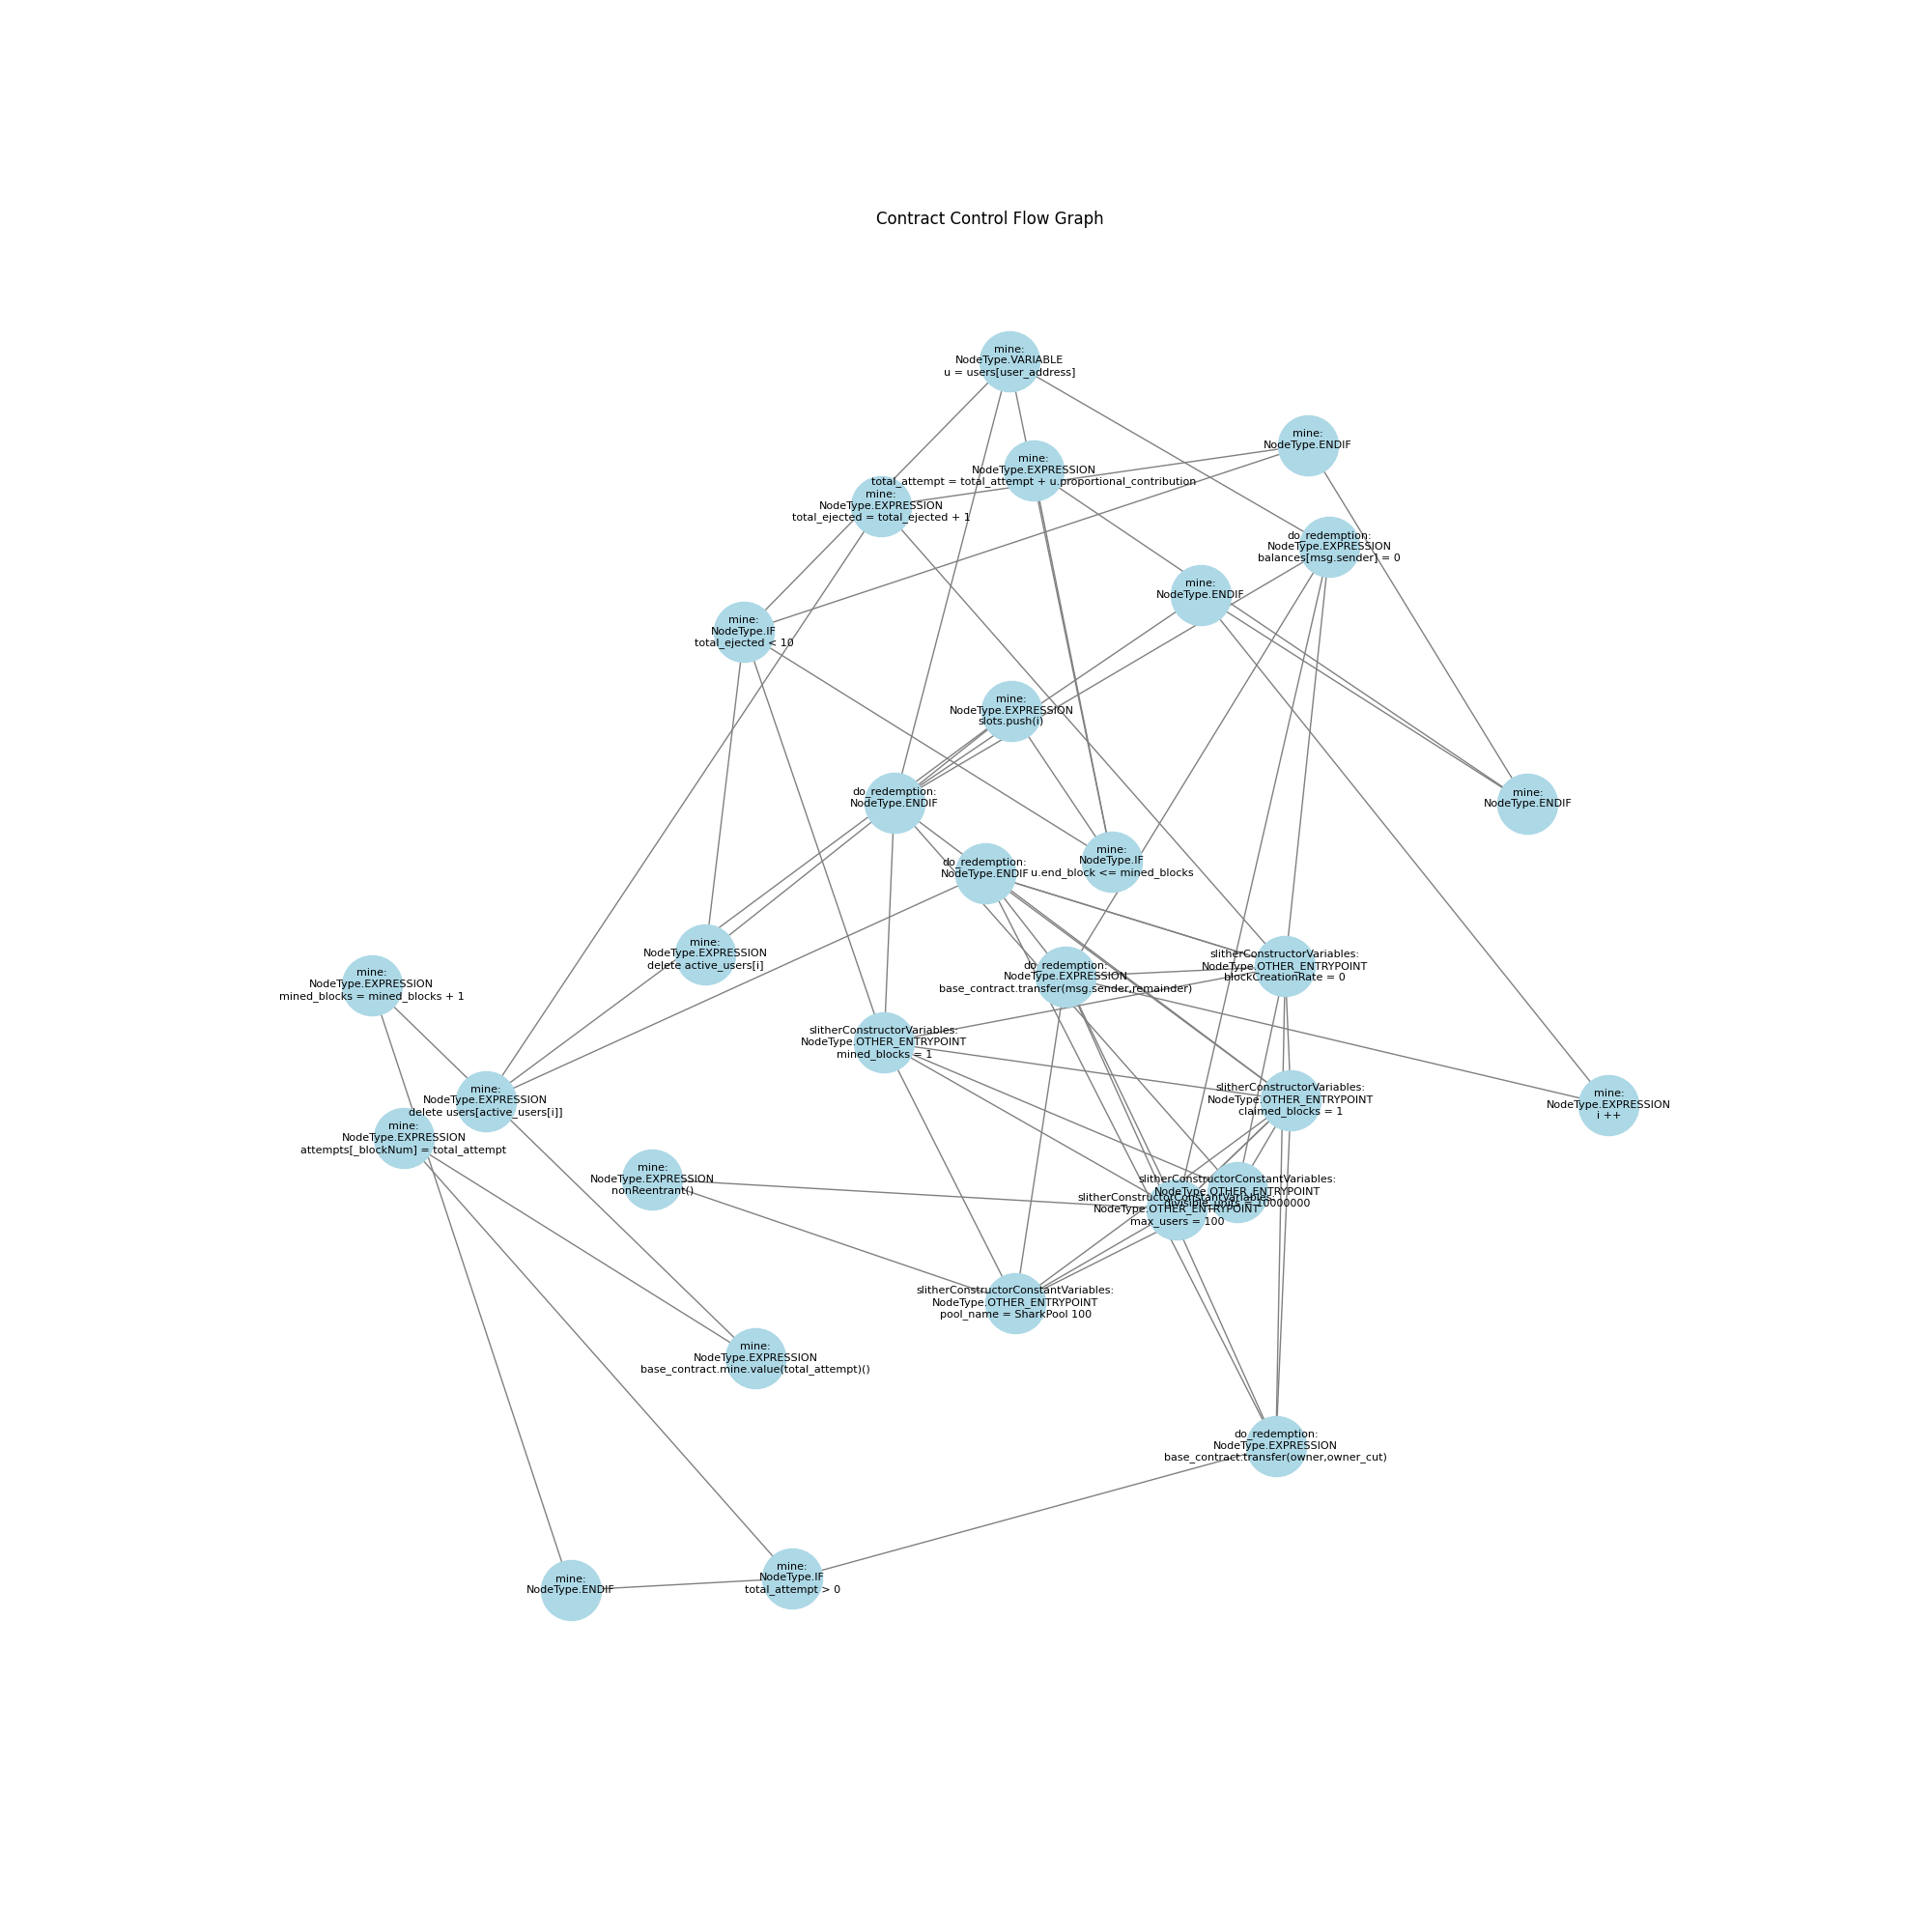 Contract Control Flow Graph
mine:
NodeType.VARIABLE
u = users[user_address]
mine:
NodeType.ENDIF
mine:
NodeType.EXPRESSION
total_attempt = total_attempt + u.proportional_contribution
mine:
NodeType.EXPRESSION
total_ejected = total_ejected + 1
do_redemption:
NodeType.EXPRESSION
balances[msg.sender] = 0
mine:
NodeType.ENDIF
mine:
NodeType.IF
total_ejected < 10
mine:
NodeType.EXPRESSION
slots.push(i)
do_redemption:
NodeType.ENDIF
mine:
NodeType.ENDIF
do_redemption:
NodeType.ENDIF
mine:
NodeType.IF
u.end_block <= mined_blocks
mine:
NodeType.EXPRESSION
delete active_users[i]
slitherConstructorVariables:
NodeType.OTHER_ENTRYPOINT
blockCreationRate = 0
do_redemption:
NodeType.EXPRESSION
base_contract.transfer(msg.sender,remainder)
mine:
NodeType.EXPRESSION
mined_blocks = mined_blocks + 1
slitherConstructorVariables:
NodeType.OTHER_ENTRYPOINT
mined_blocks = 1
mine:
NodeType.EXPRESSION
delete users[active_users[i]]
slitherConstructorVariables:
NodeType.OTHER_ENTRYPOINT
claimed_blocks = 1
mine:
NodeType.EXPRESSION
i ++
mine:
NodeType.EXPRESSION
attempts[_blockNum] = total_attempt
mine:
NodeType.EXPRESSION
nonReentrant()
slitherConstructorConstantVariables:
NodeType.OTHER_ENTRYPOINT
divisible_units = 10000000
slitherConstructorConstantVariables:
NodeType.OTHER_ENTRYPOINT
max_users = 100
slitherConstructorConstantVariables:
NodeType.OTHER_ENTRYPOINT
pool_name = SharkPool 100
mine:
NodeType.EXPRESSION
base_contract.mine.value(total_attempt)()
do_redemption:
NodeType.EXPRESSION
base_contract.transfer(owner,owner_cut)
mine:
NodeType.IF
total_attempt > 0
mine:
NodeType.ENDIF